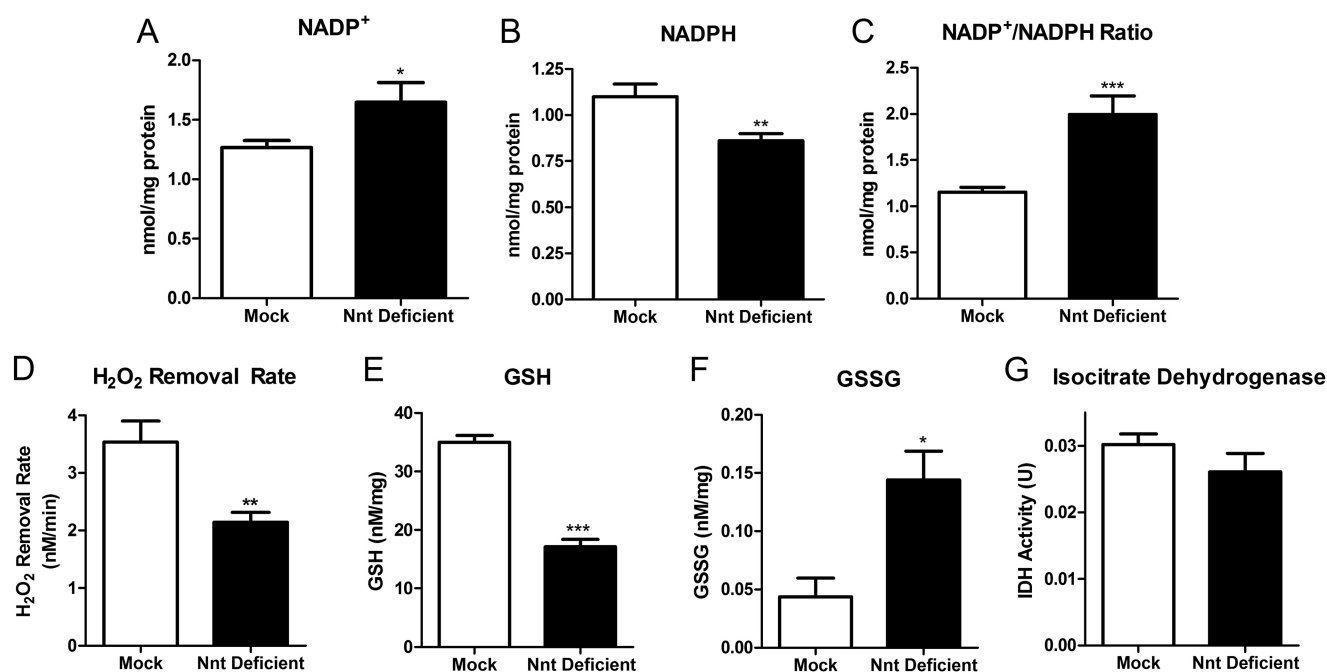 A
NADP⁺
nmol/mg protein
2.0
1.5
1.0
0.5
0.0
*
Mock Nnt Deficient
B
NADPH
nmol/mg protein
1.25
1.00
0.75
0.50
0.25
0.00
**
Mock Nnt Deficient
C
NADP⁺/NADPH Ratio
nmol/mg protein
2.5
2.0
1.5
1.0
0.5
0.0
***
Mock Nnt Deficient
D
H₂O₂ Removal Rate
H₂O₂ Removal Rate
(nM/min)
4
3
2
1
0
**
Mock Nnt Deficient
E
GSH
GSH (nM/mg)
40
30
20
10
0
***
Mock Nnt Deficient
F
GSSG
GSSG (nM/mg)
0.20
0.15
0.10
0.05
0.00
*
Mock Nnt Deficient
G
Isocitrate Dehydrogenase
IDH Activity (U)
0.03
0.02
0.01
0.00
Mock Nnt Deficient